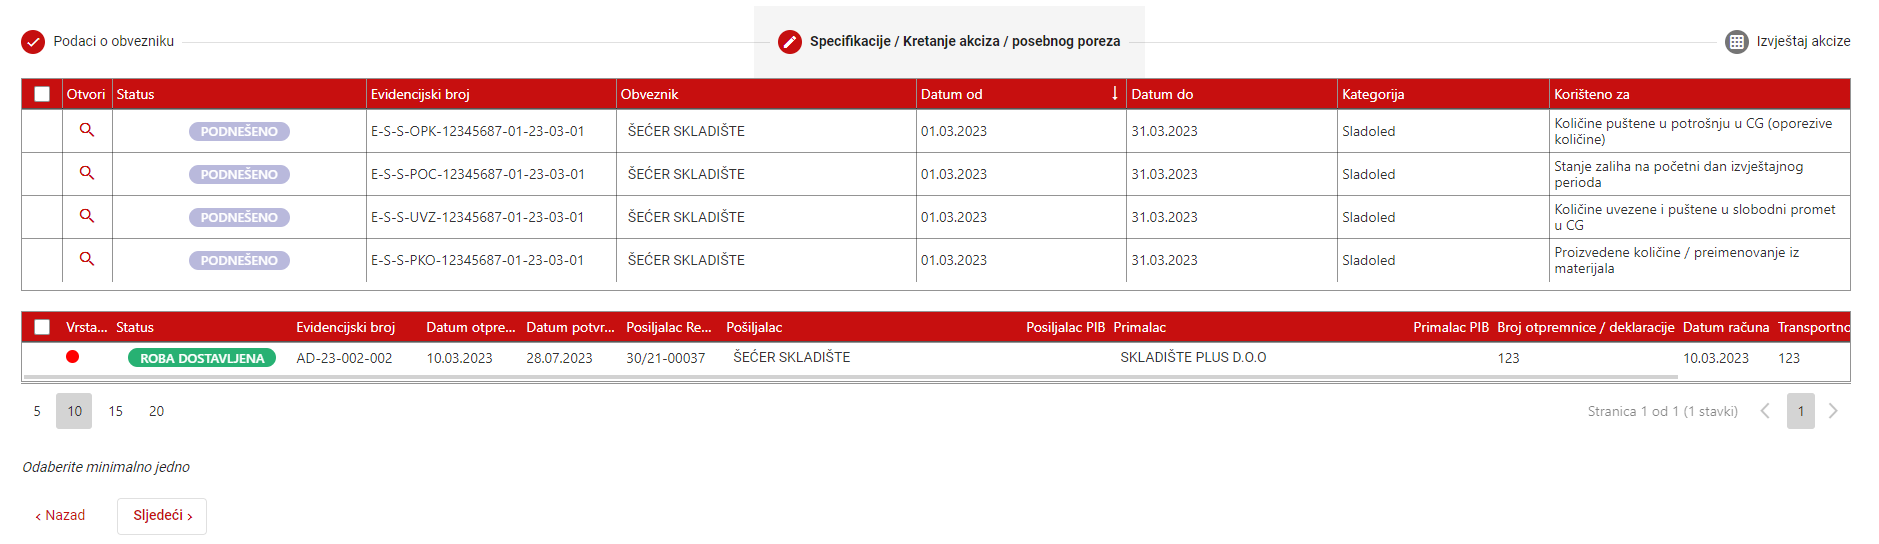 Podaci o obvezniku
Specifikacije / Kretanje akciza / posebnog poreza
Izvještaj akcize
Otvori Status Evidencijski broj Obveznik Datum od Datum do Kategorija Korišteno za
PODNEŠENO E-S-S-OPK-12345687-01-23-03-01 ŠEĆER SKLADIŠTE 01.03.2023 31.03.2023 Sladoled Količine puštene u potrošnju u CG (oporezive
količine)
PODNEŠENO E-S-S-POC-12345687-01-23-03-01 ŠEĆER SKLADIŠTE 01.03.2023 31.03.2023 Sladoled Stanje zaliha na početni dan izvještajnog
perioda
PODNEŠENO E-S-S-UVZ-12345687-01-23-03-01 ŠEĆER SKLADIŠTE 01.03.2023 31.03.2023 Sladoled Količine uvezene i puštene u slobodni promet
u CG
PODNEŠENO E-S-S-PKO-12345687-01-23-03-01 ŠEĆER SKLADIŠTE 01.03.2023 31.03.2023 Sladoled Proizvedene količine / preimenovanje iz
materijala
Vrsta... Status Evidencijski broj Datum otpre... Datum potvr... Posiljalac Re... Pošiljalac Posiljalac PIB Primalac Primalac PIB Broj otpremnice / deklaracije Datum računa Transportno
ROBA DOSTAVLJENA AD-23-002-002 10.03.2023 28.07.2023 30/21-00037 ŠEĆER SKLADIŠTE SKLADIŠTE PLUS D.O.O 123 10.03.2023 123
5 10 15 20 Stranica 1 od 1 (1 stavki) 1
Odaberite minimalno jedno
Nazad Sljedeći